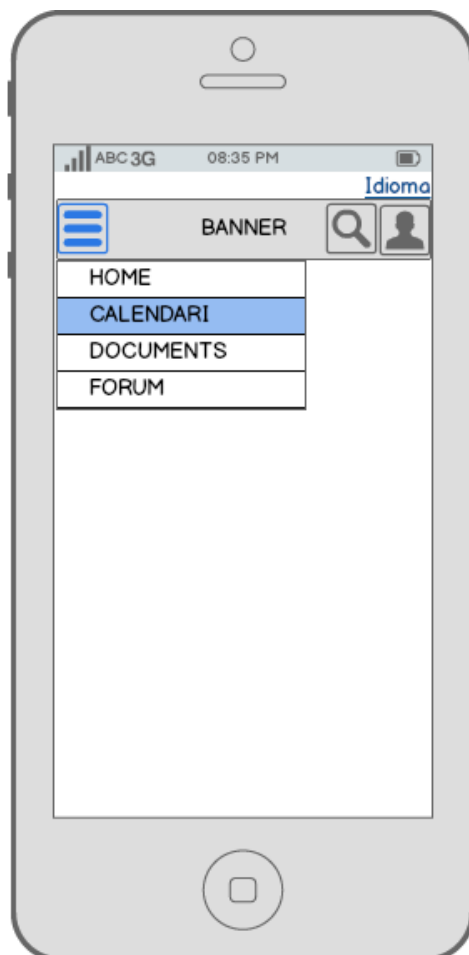 ABC 3G 08:35 PM
Idioma
BANNER
HOME
CALENDARI
DOCUMENTS
FORUM